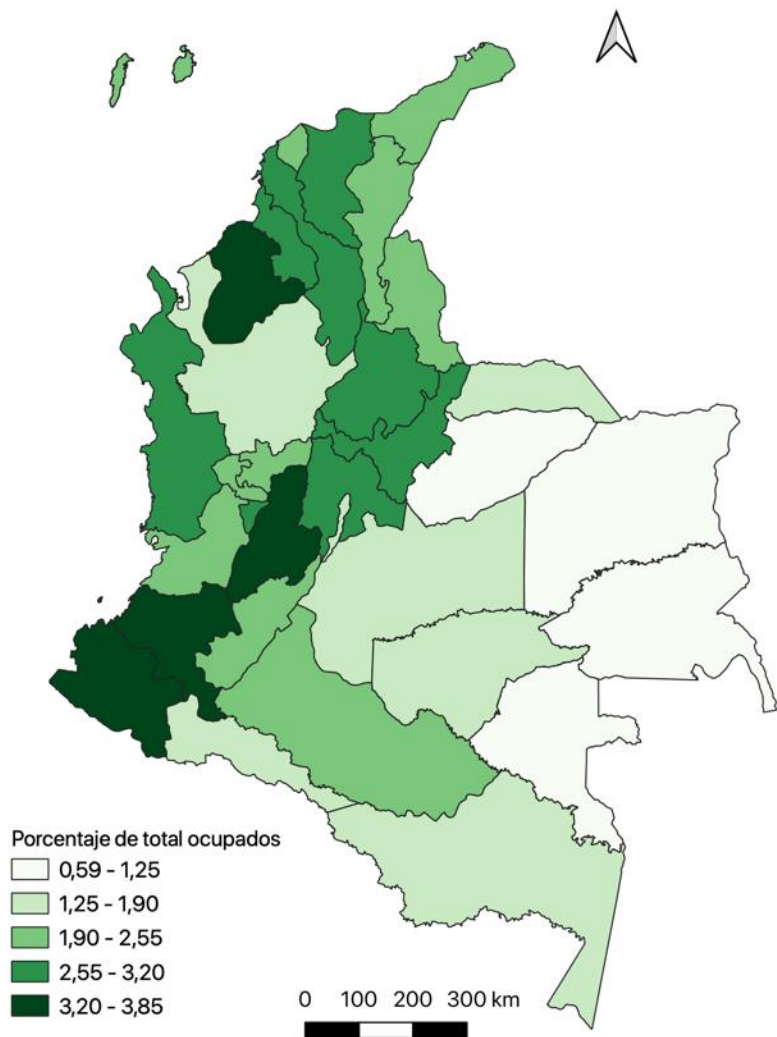 Porcentaje de total ocupados
0,59 - 1,25
1,25 - 1,90
1,90 - 2,55
2,55 - 3,20
3,20 - 3,85
0 100 200 300 km